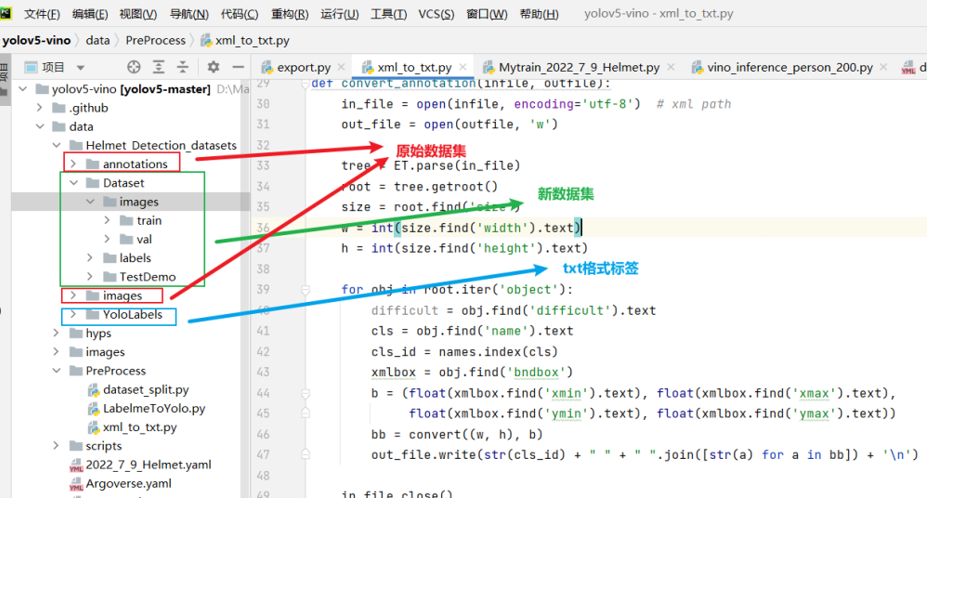 文件(F) 编辑(E) 视图(V) 导航(N) 代码(C) 重构(R) 运行(U) 工具(T) VCS(S) 窗口(W) 帮助(H) yolov5-vino - xml_to_txt.py
yolov5-vino data PreProcess xml_to_txt.py
项目 export.py xml_to_txt.py Mytrain_2022_7_9_Helmet.py vino_inference_person_200.py d
yolov5-vino [yolov5-master] D:\Ma
.github
data
Helmet_Detection_datasets
annotations
Dataset
images
train
val
labels
TestDemo
images
YoloLabels
hyps
images
PreProcess
dataset_split.py
LabelmeToYolo.py
xml_to_txt.py
scripts
2022_7_9_Helmet.yaml
Argoverse.yaml
原始数据集
新数据集
txt格式标签
29 def convert_annotation(infile, outfile):
30 in_file = open(infile, encoding='utf-8') # xml path
31 out_file = open(outfile, 'w')
32
33 tree = ET.parse(in_file)
34 root = tree.getroot()
35 size = root.find('size')
36 w = int(size.find('width').text)
37 h = int(size.find('height').text)
38
39 for obj in root.iter('object'):
40 difficult = obj.find('difficult').text
41 cls = obj.find('name').text
42 cls_id = names.index(cls)
43 xmlbox = obj.find('bndbox')
44 b = (float(xmlbox.find('xmin').text), float(xmlbox.find('xmax').text),
45 float(xmlbox.find('ymin').text), float(xmlbox.find('ymax').text))
46 bb = convert((w, h), b)
47 out_file.write(str(cls_id) + " " + " ".join([str(a) for a in bb]) + '\n')
48
49 in_file.close()